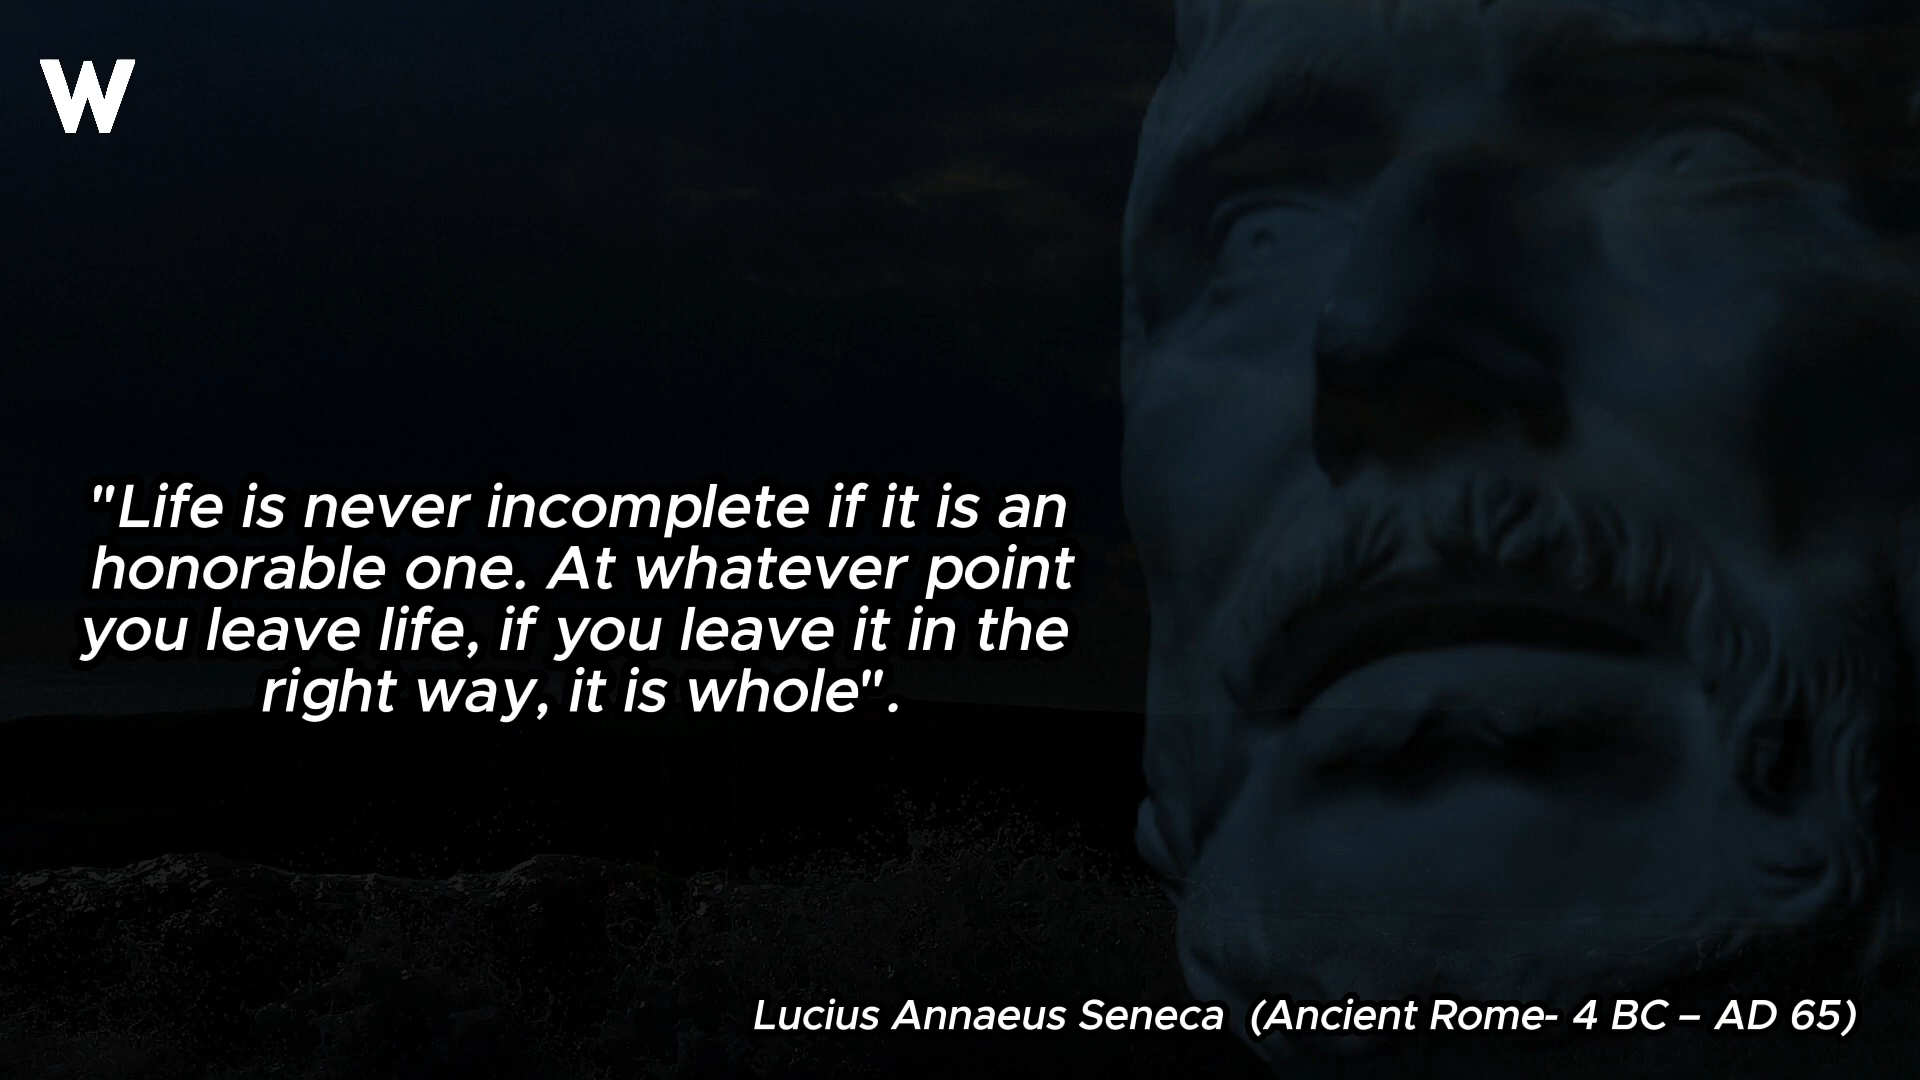 W
"Life is never incomplete if it is an
honorable one. At whatever point
you leave life, if you leave it in the
right way, it is whole".
Lucius Annaeus Seneca  (Ancient Rome- 4 BC – AD 65)